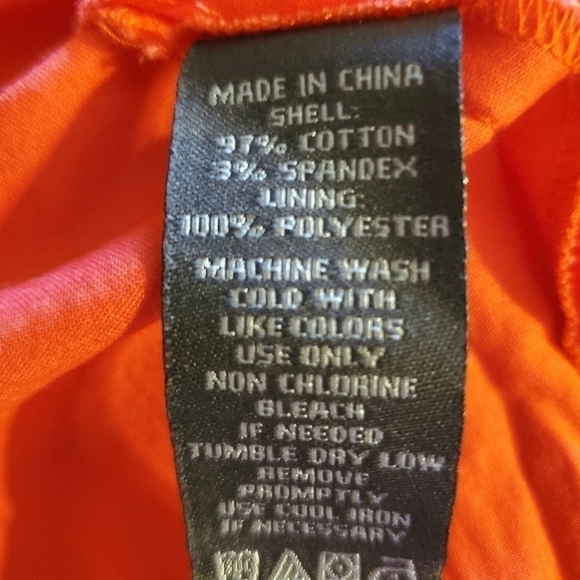 MADE IN CHINA
SHELL:
97% COTTON
3% SPANDEX
LINING:
100% POLYESTER
MACHINE WASH
COLD WITH
LIKE COLORS
USE ONLY
NON CHLORINE
BLEACH
IF NEEDED
TUMBLE DRY LOW
REMOVE
PROMPTLY
USE COOL IRON
IF NECESSARY